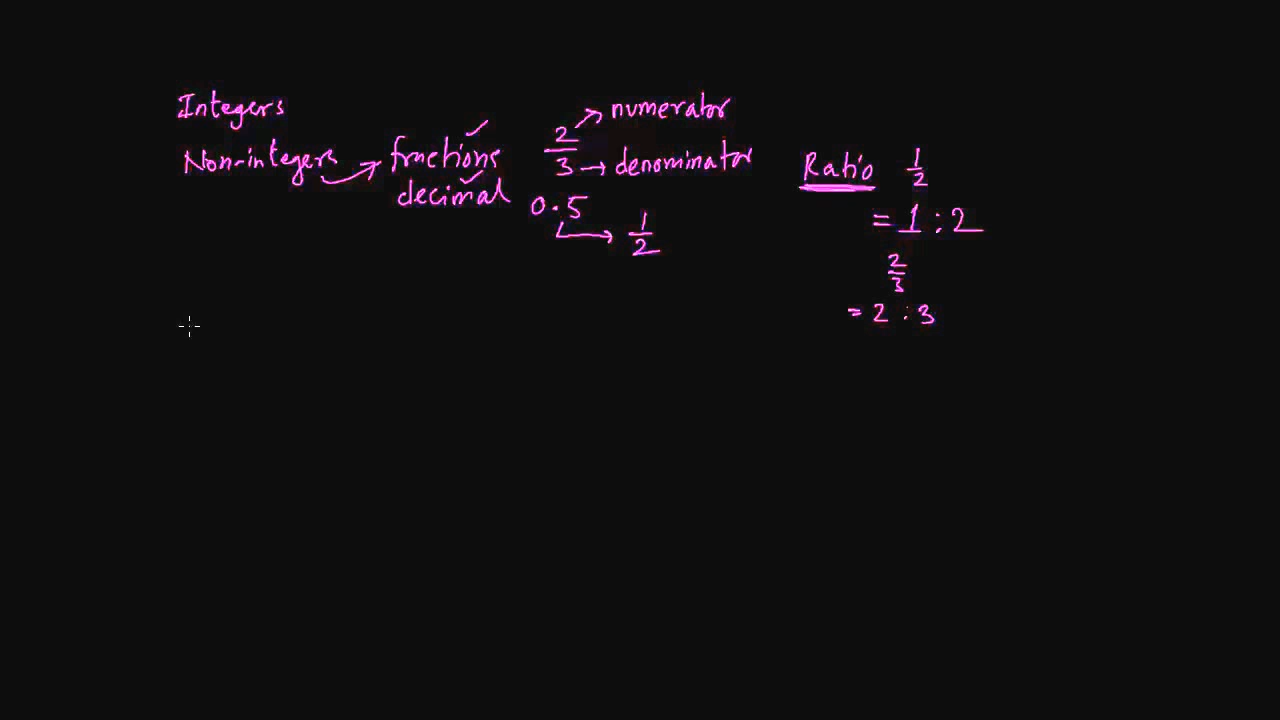 Integers
Non-integers → fractions ✓ 2/3 → numerator
→ denominator
decimal ✓ 0.5 → 1/2
Ratio 1/2
= 1 : 2
2/3
= 2 : 3